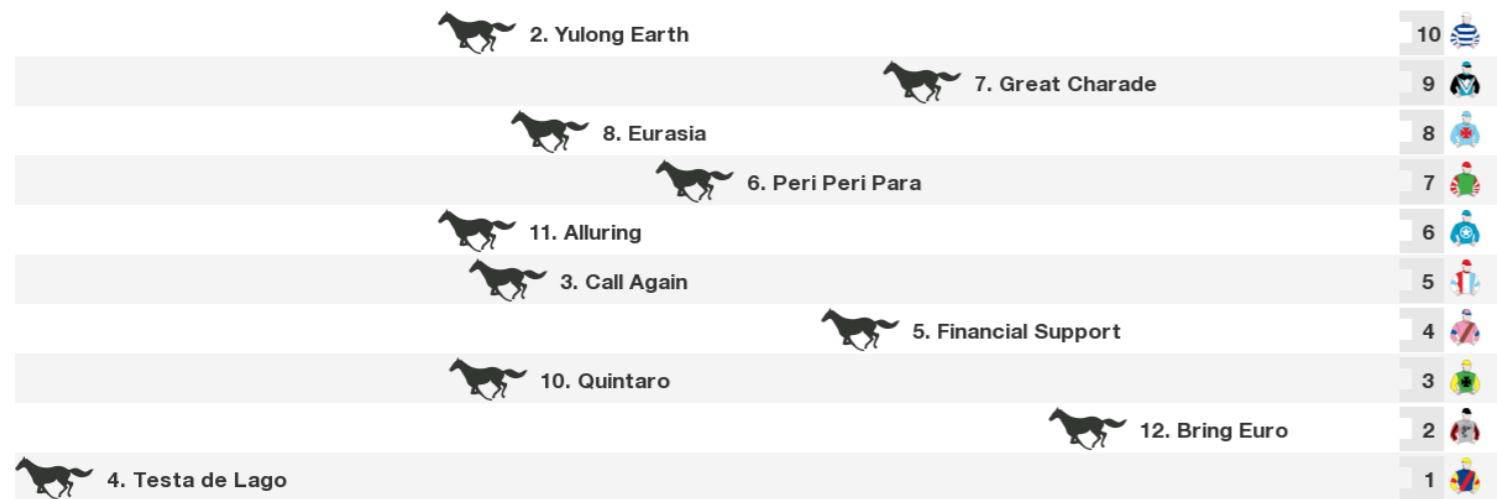 2. Yulong Earth 10
7. Great Charade 9
8. Eurasia 8
6. Peri Peri Para 7
11. Alluring 6
3. Call Again 5
5. Financial Support 4
10. Quintaro 3
12. Bring Euro 2
4. Testa de Lago 1